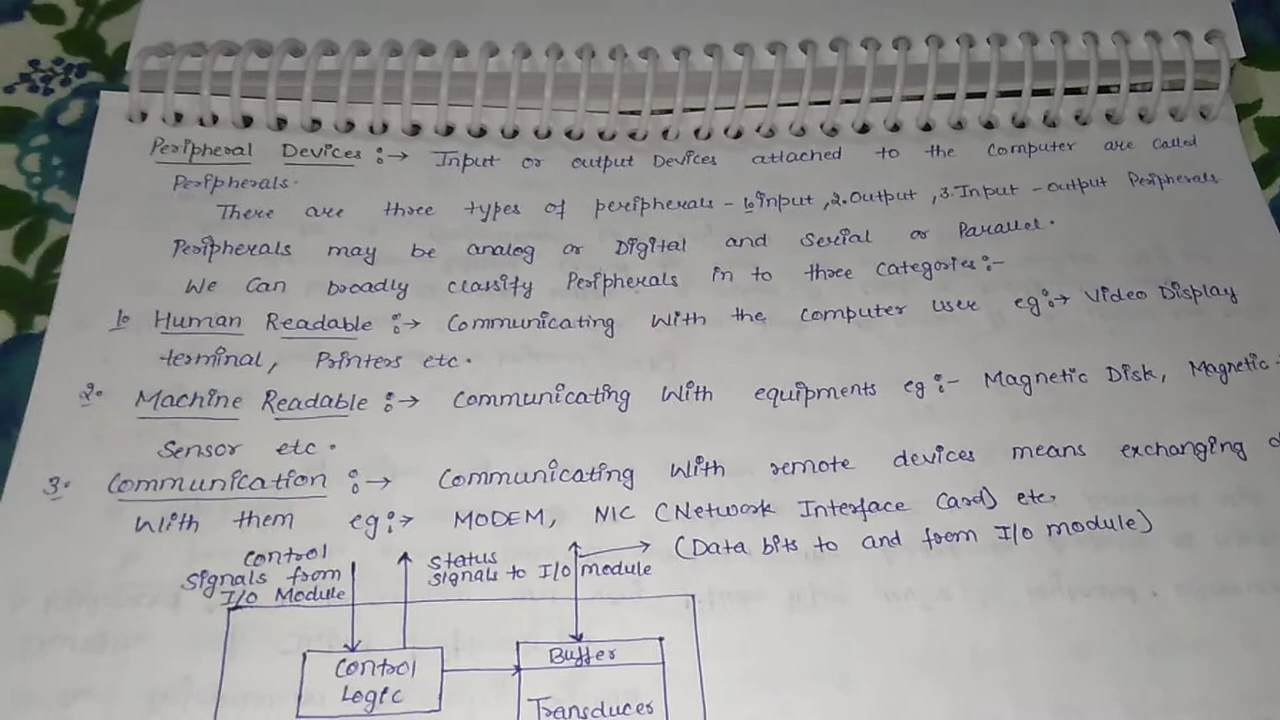 Peripheral Devices :→ Input or output Devices attached to the computer are called
Peripherals.
There are three types of peripherals - 1. input, 2. Output, 3. Input - output Peripherals
Peripherals may be analog or Digital and Serial or Parallel.
We Can broadly classify Peripherals in to three categories :-
1. Human Readable :→ Communicating With the computer user eg :→ Video Display
terminal, Printers etc.
2. Machine Readable :→ Communicating With equipments eg :- Magnetic Disk, Magnetic
Sensor etc.
3. Communication :→ Communicating With remote devices means exchanging
With them eg :→ MODEM, NIC (Network Interface Card) etc,
control
signals from
I/O Module
status
signals to I/O module
(Data bits to and from I/O module)
Control
Logic
Buffer
Transducer